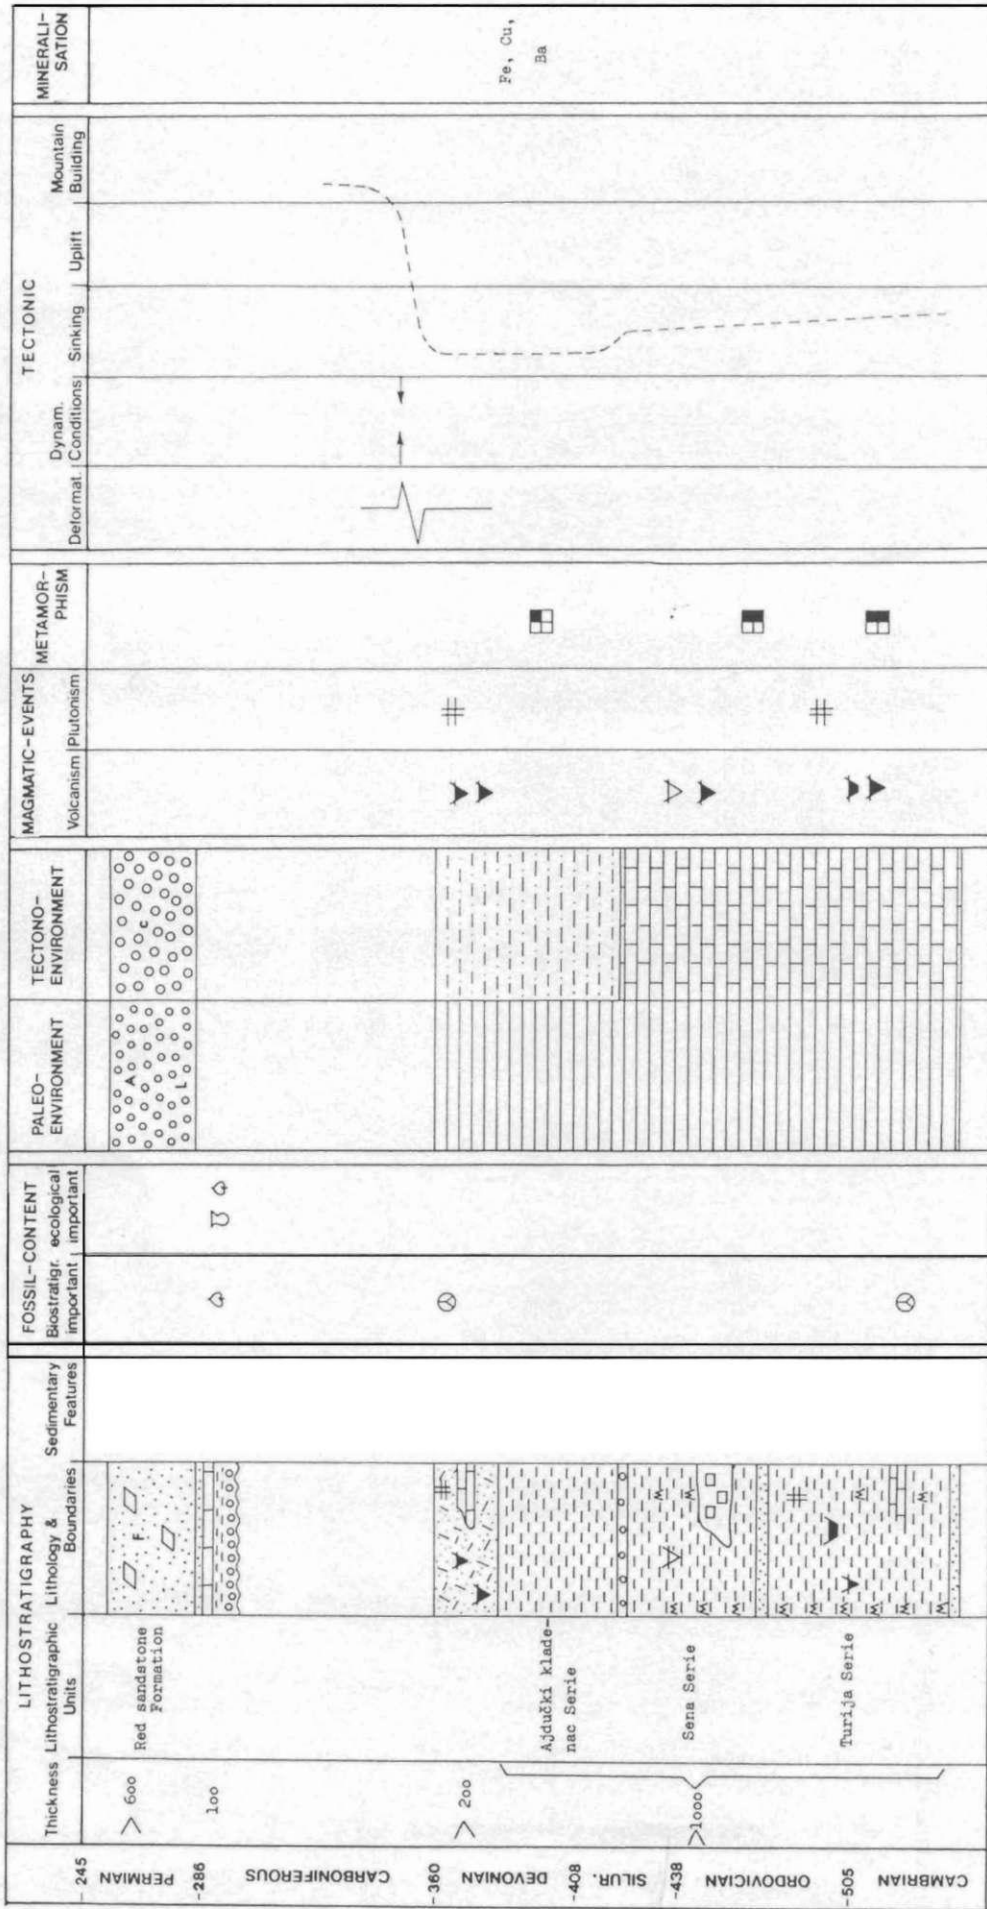 LITHOSTRATIGRAPHY
Thickness
Lithostratigraphic
Units
Lithology &
Boundaries
Sedimentary
Features
FOSSIL-CONTENT
Biostratigr.
important
ecological
important
PALEO-
ENVIRONMENT
TECTONO-
ENVIRONMENT
MAGMATIC-EVENTS
Volcanism
Plutonism
METAMOR-
PHISM
TECTONIC
Deformat.
Dynam.
Conditions
Sinking
Uplift
Mountain
Building
MINERALI-
SATION
-245
PERMIAN
-286
CARBONIFEROUS
-360
DEVONIAN
-408
SILUR.
-438
ORDOVICIAN
-505
CAMBRIAN
> 600
100
> 200
>1000
Red sandstone
Formation
Ajdučki klade-
nac Serie
Sena Serie
Turija Serie
F
W W W W W W
W W W W W W W W
A
L
C
Fe, Cu,
Ba